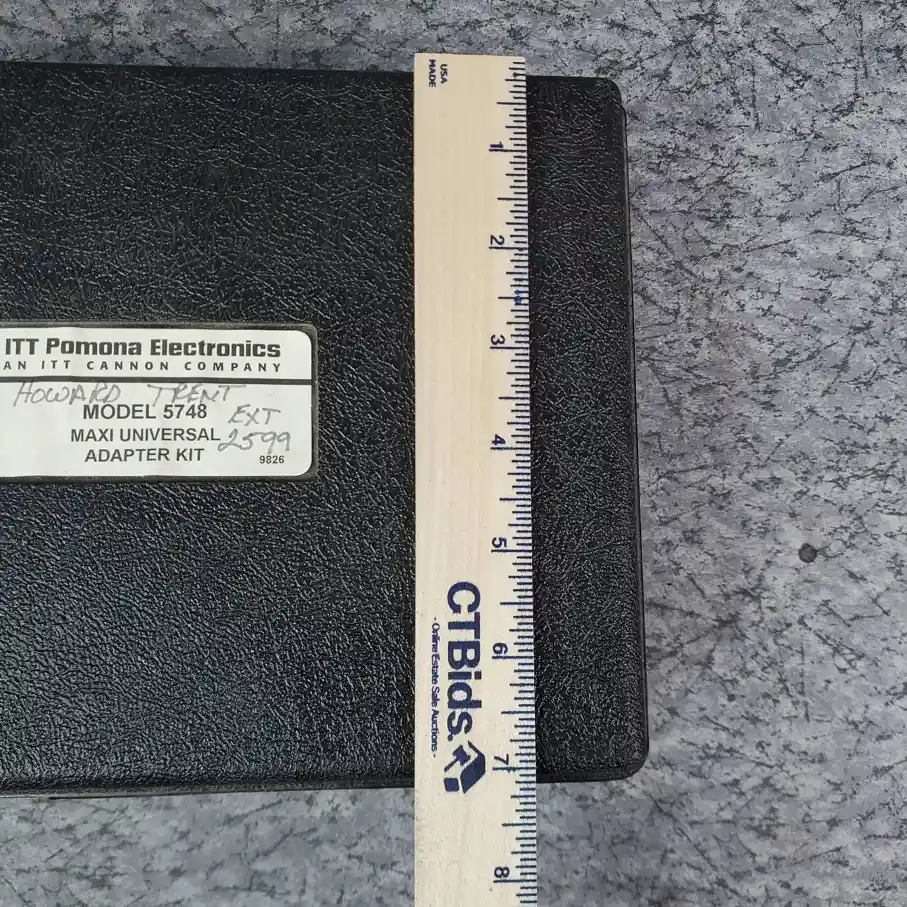 ITT Pomona Electronics
AN ITT CANNON COMPANY
HOWARD TRENT
MODEL 5748 EXT
MAXI UNIVERSAL 2599
ADAPTER KIT 9826
USA
MADE
1
2
3
4
5
6
7
8
CTBids.
- Online Estate Sale Auctions -